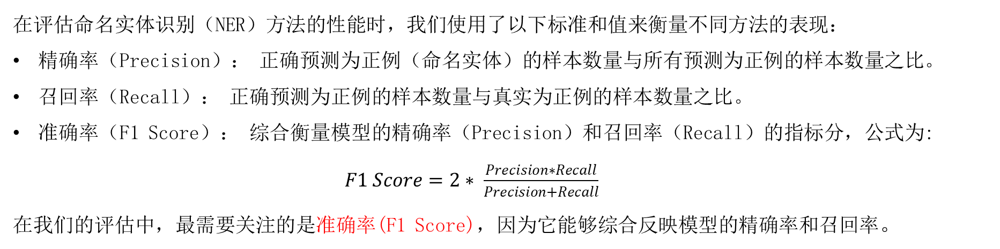 在评估命名实体识别（NER）方法的性能时，我们使用了以下标准和值来衡量不同方法的表现：
• 精确率（Precision）： 正确预测为正例（命名实体）的样本数量与所有预测为正例的样本数量之比。
• 召回率（Recall）： 正确预测为正例的样本数量与真实为正例的样本数量之比。
• 准确率（F1 Score）： 综合衡量模型的精确率（Precision）和召回率（Recall）的指标分，公式为:
F1 Score = 2 * \frac{Precision*Recall}{Precision+Recall}
在我们的评估中，最需要关注的是准确率(F1 Score)，因为它能够综合反映模型的精确率和召回率。